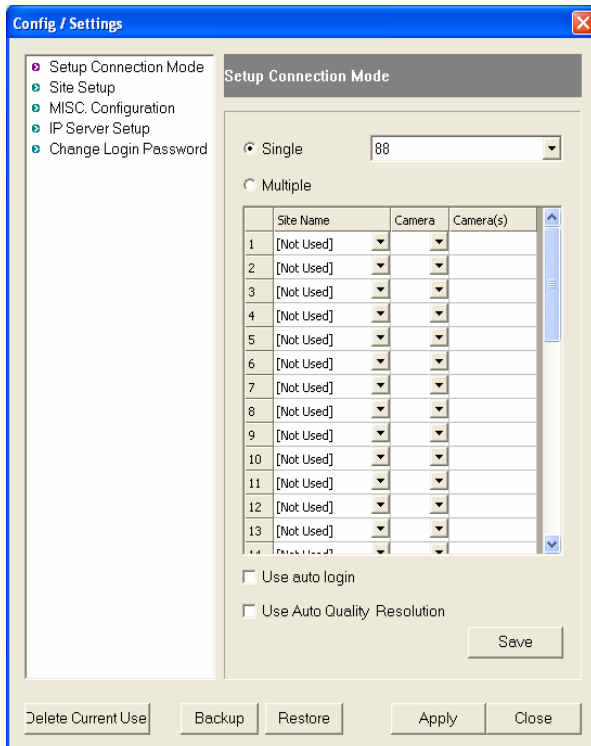 Config / Settings
Setup Connection Mode
Site Setup
MISC. Configuration
IP Server Setup
Change Login Password
Setup Connection Mode
Single 88
Multiple
Site Name Camera Camera(s)
1 [Not Used]
2 [Not Used]
3 [Not Used]
4 [Not Used]
5 [Not Used]
6 [Not Used]
7 [Not Used]
8 [Not Used]
9 [Not Used]
10 [Not Used]
11 [Not Used]
12 [Not Used]
13 [Not Used]
14 [Not Used]
Use auto login
Use Auto Quality Resolution
Save
Delete Current Use
Backup
Restore
Apply
Close